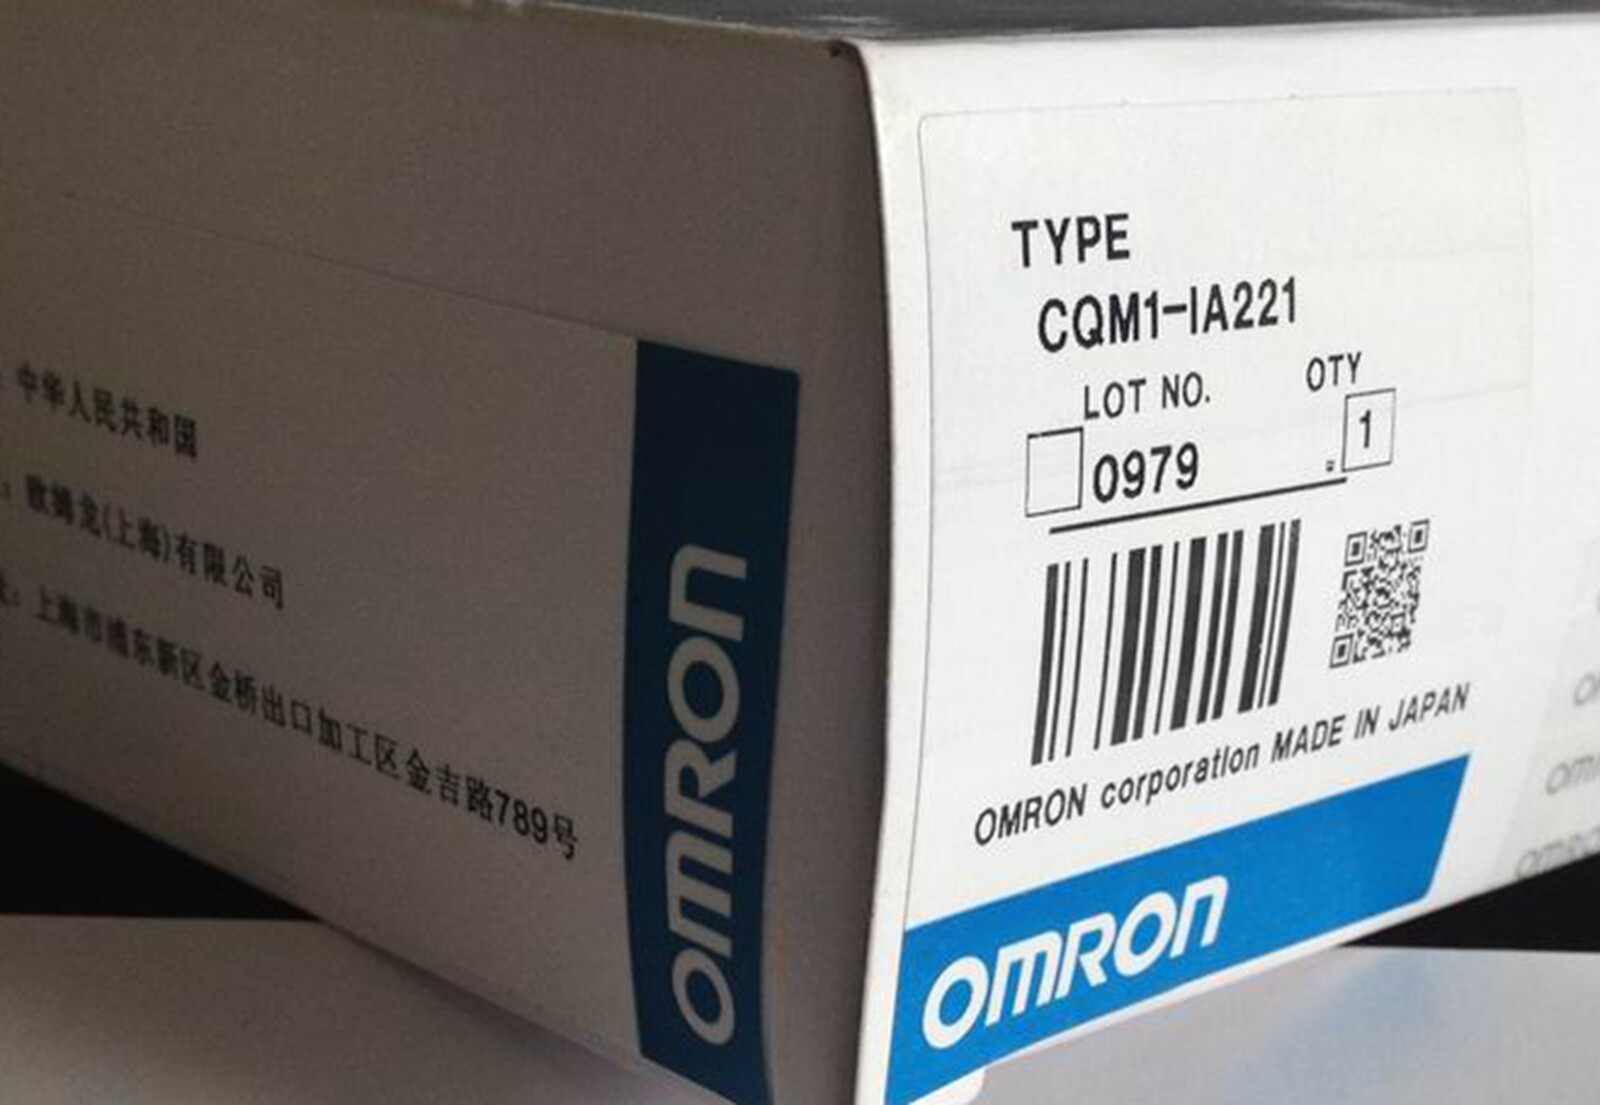 中华人民共和国
欧姆龙(上海)有限公司
上海市浦东新区金桥出口加工区金吉路789号
OMRON
TYPE
CQM1-IA221
LOT NO. QTY
0979 1
OMRON corporation MADE IN JAPAN
OMRON